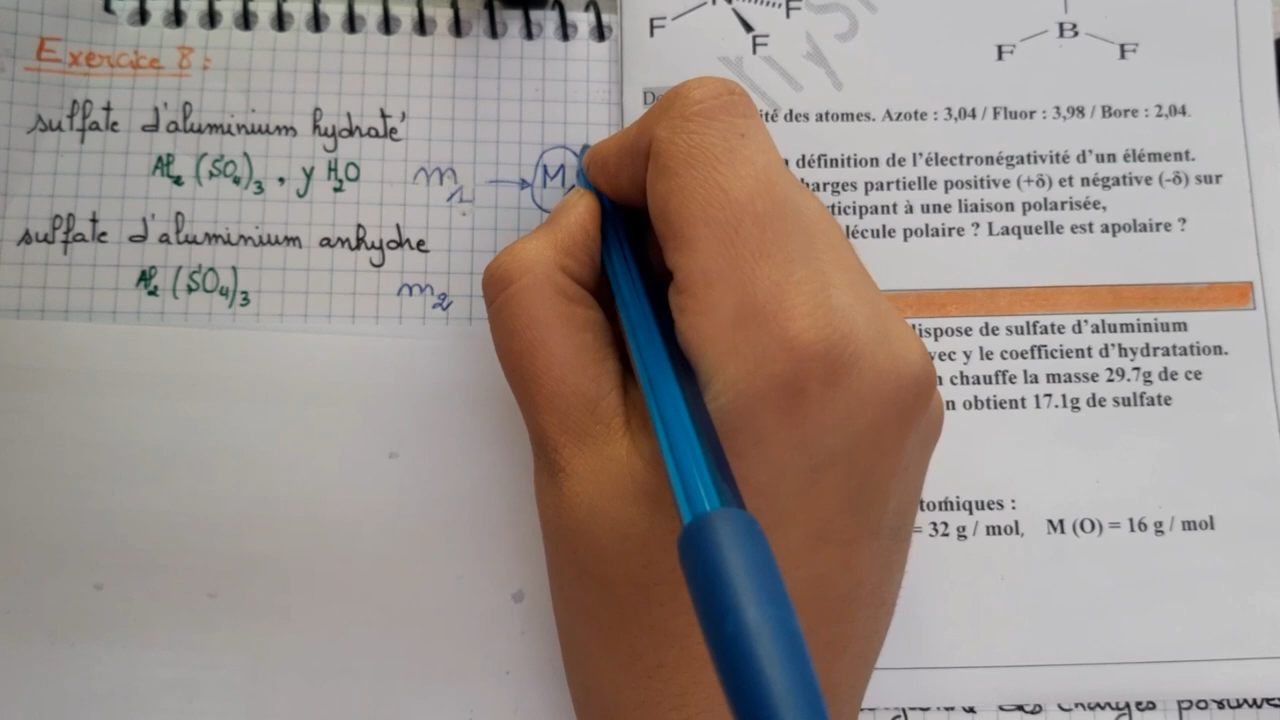 Exercice 8 :
sulfate d'aluminium hydraté
Al2 (SO4)3 , y H2O m1 → M
sulfate d'aluminium anhydre
Al2 (SO4)3 m2
F F
F
B
F F
ité des atomes. Azote : 3,04 / Fluor : 3,98 / Bore : 2,04.
définition de l'électronégativité d'un élément.
harges partielle positive (+δ) et négative (-δ) sur
rticipant à une liaison polarisée,
lécule polaire ? Laquelle est apolaire ?
ispose de sulfate d'aluminium
vec y le coefficient d'hydratation.
chauffe la masse 29.7g de ce
n obtient 17.1g de sulfate
tomiques :
= 32 g / mol, M (O) = 16 g / mol